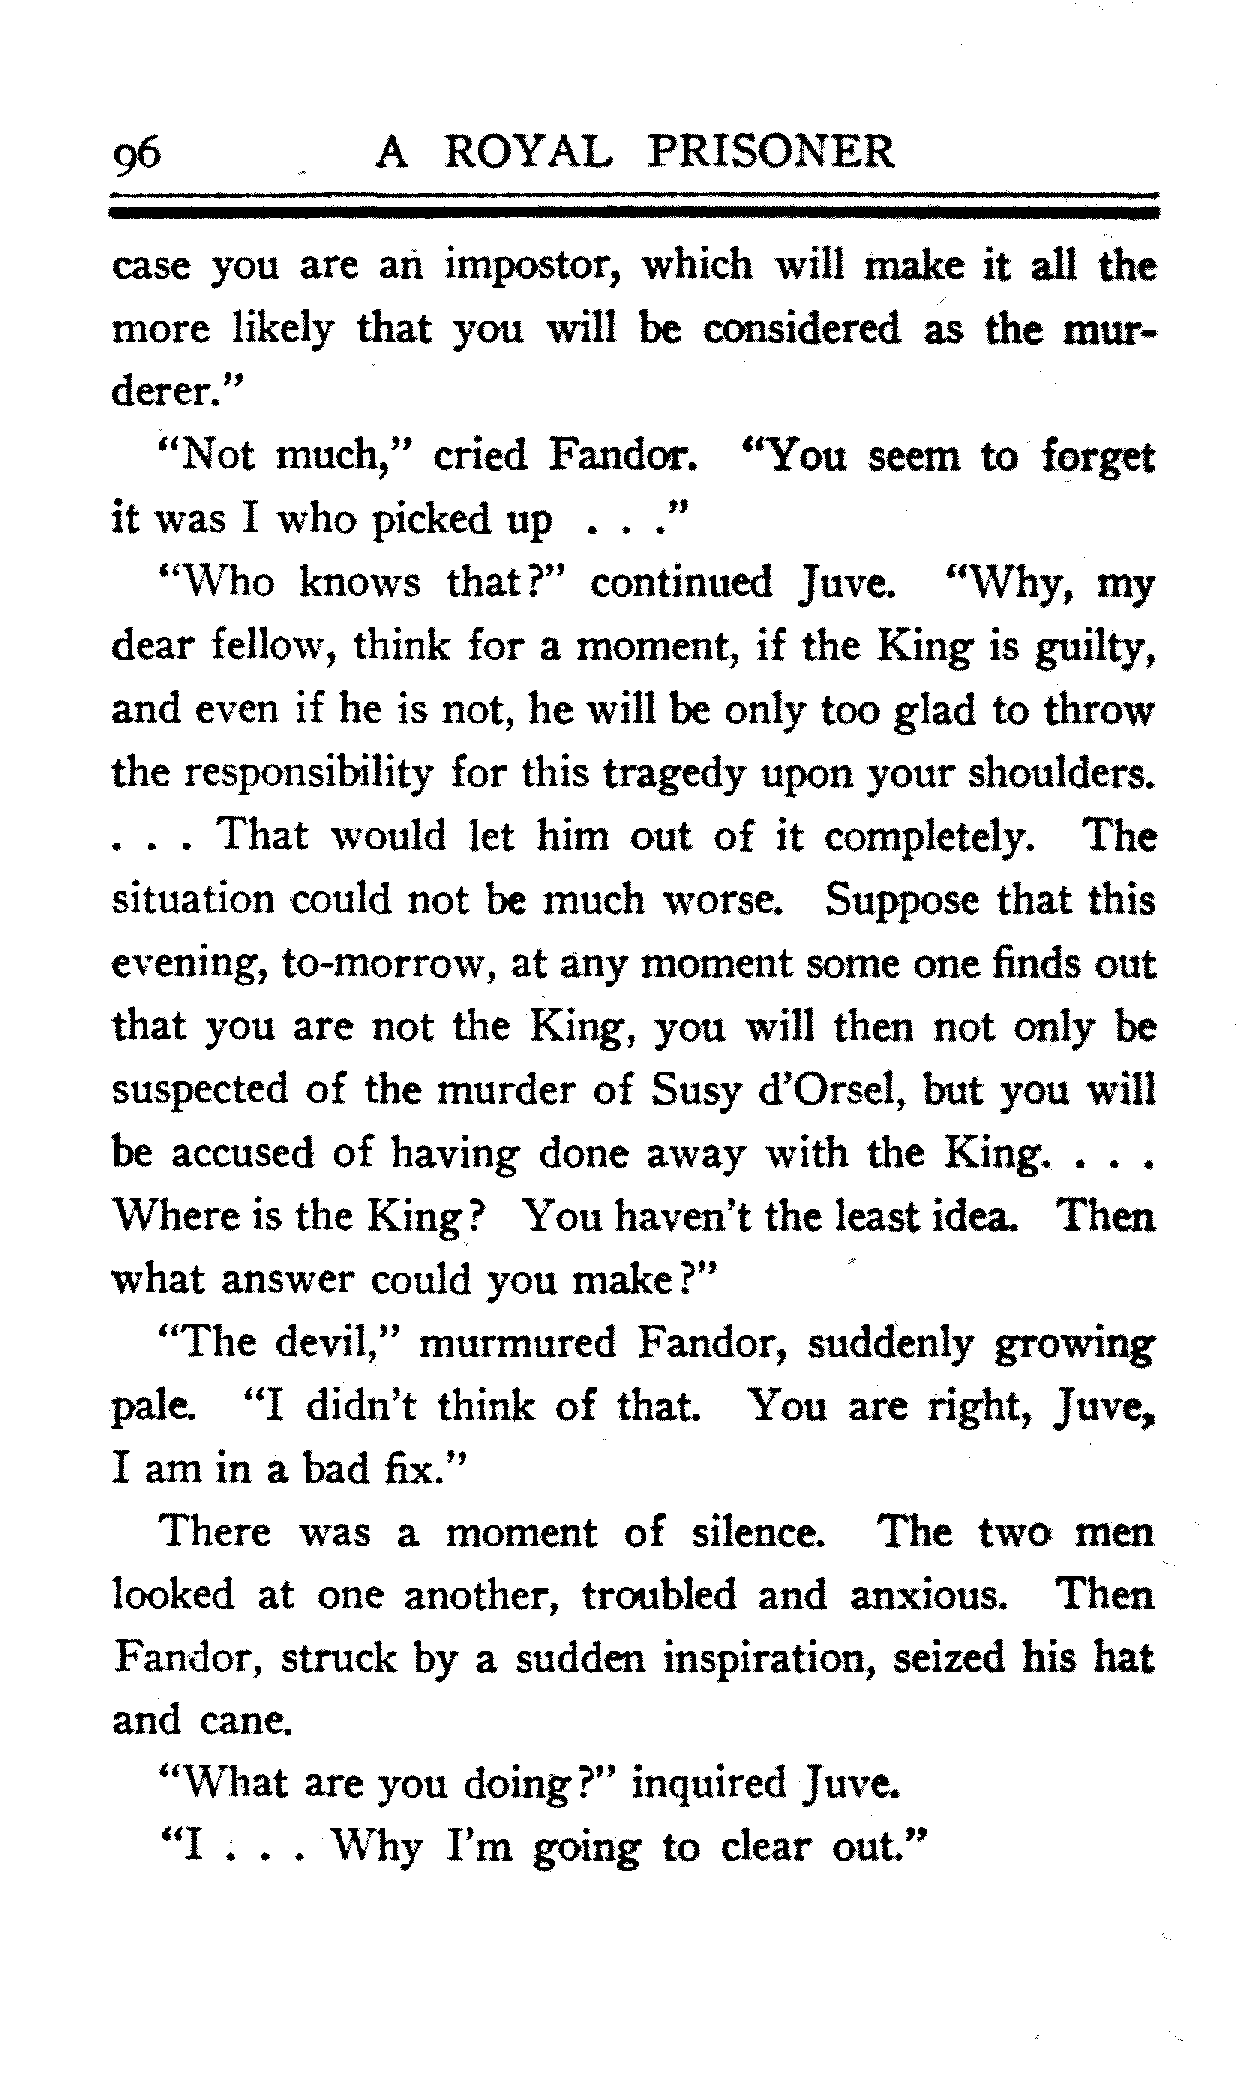 96 A ROYAL PRISONER
case you are an impostor, which will make it all the
more likely that you will be considered as the mur-
derer."
"Not much," cried Fandor. "You seem to forget
it was I who picked up . . ."
"Who knows that?" continued Juve. "Why, my
dear fellow, think for a moment, if the King is guilty,
and even if he is not, he will be only too glad to throw
the responsibility for this tragedy upon your shoulders.
. . . That would let him out of it completely. The
situation could not be much worse. Suppose that this
evening, to-morrow, at any moment some one finds out
that you are not the King, you will then not only be
suspected of the murder of Susy d'Orsel, but you will
be accused of having done away with the King. . . .
Where is the King? You haven't the least idea. Then
what answer could you make?"
"The devil," murmured Fandor, suddenly growing
pale. "I didn't think of that. You are right, Juve,
I am in a bad fix."
There was a moment of silence. The two men
looked at one another, troubled and anxious. Then
Fandor, struck by a sudden inspiration, seized his hat
and cane.
"What are you doing?" inquired Juve.
"I . . . Why I'm going to clear out."